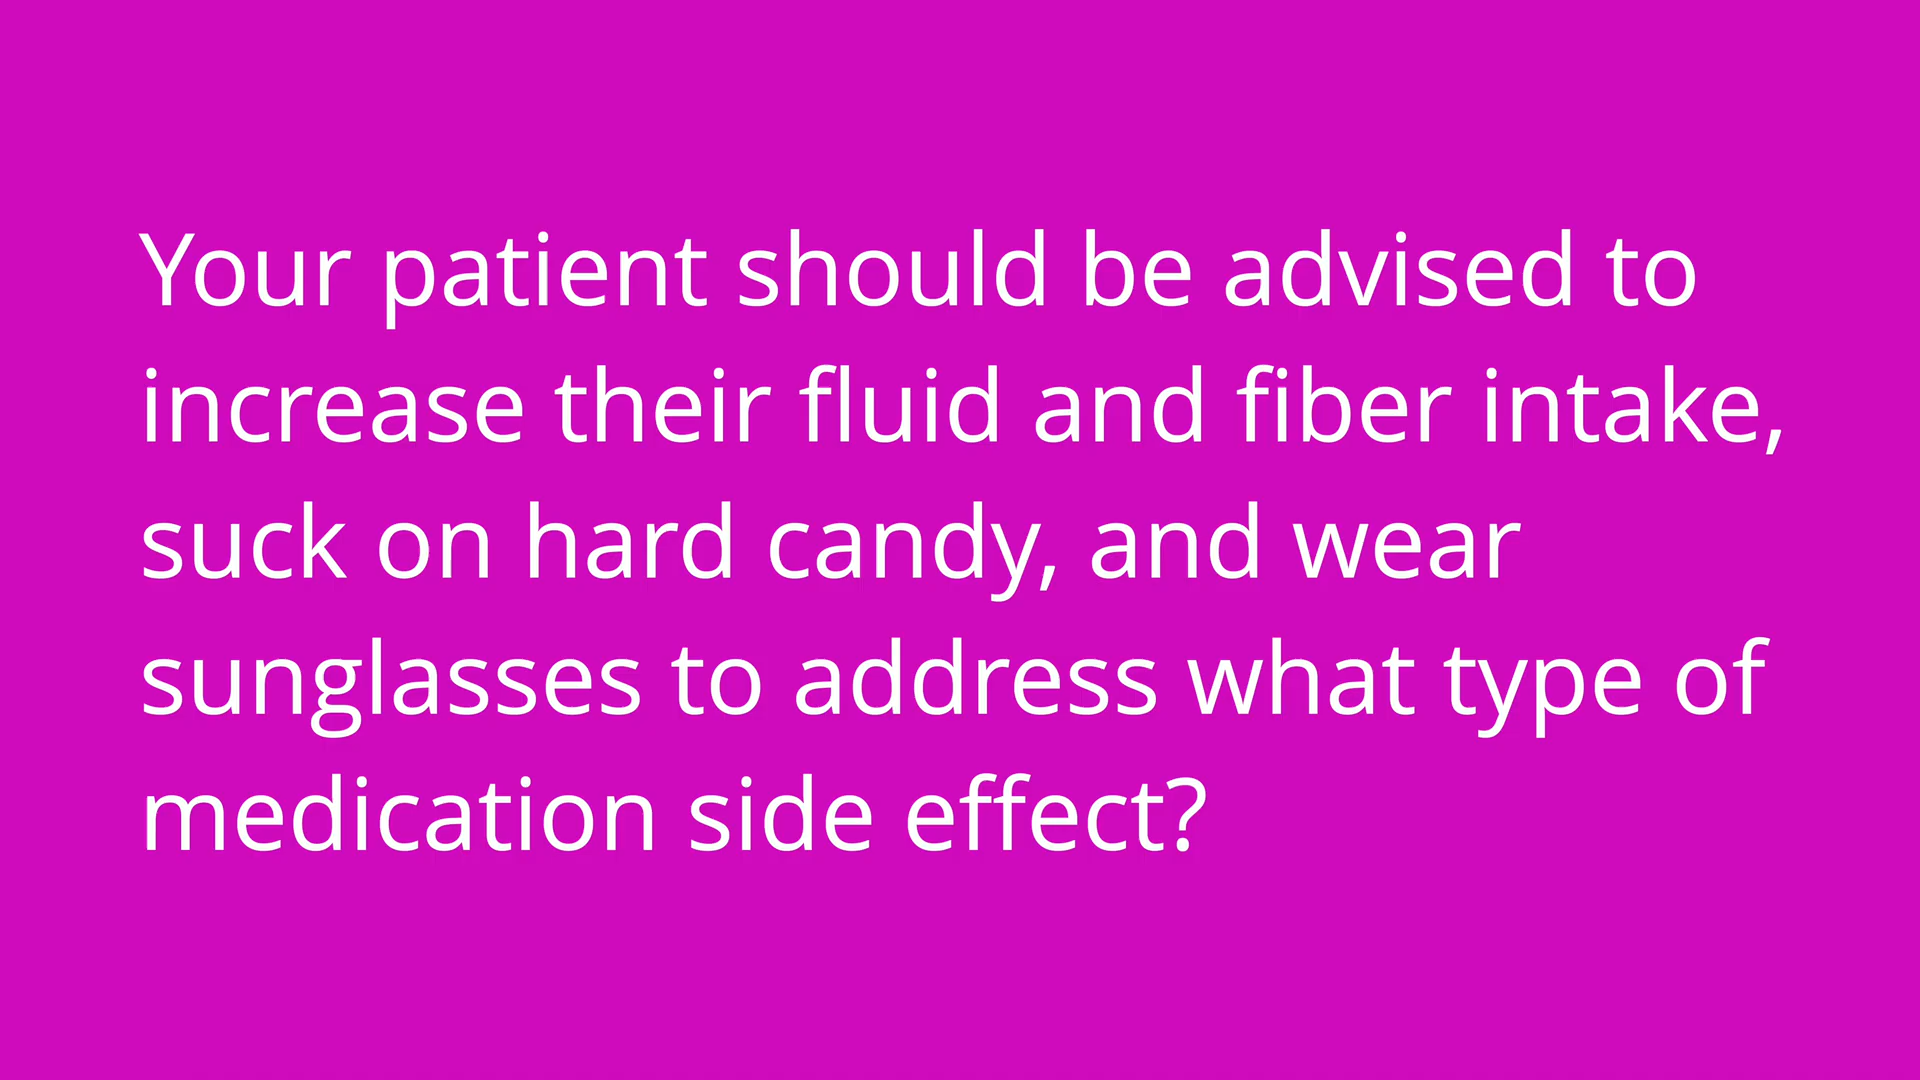 Your patient should be advised to
increase their fluid and fiber intake,
suck on hard candy, and wear
sunglasses to address what type of
medication side effect?